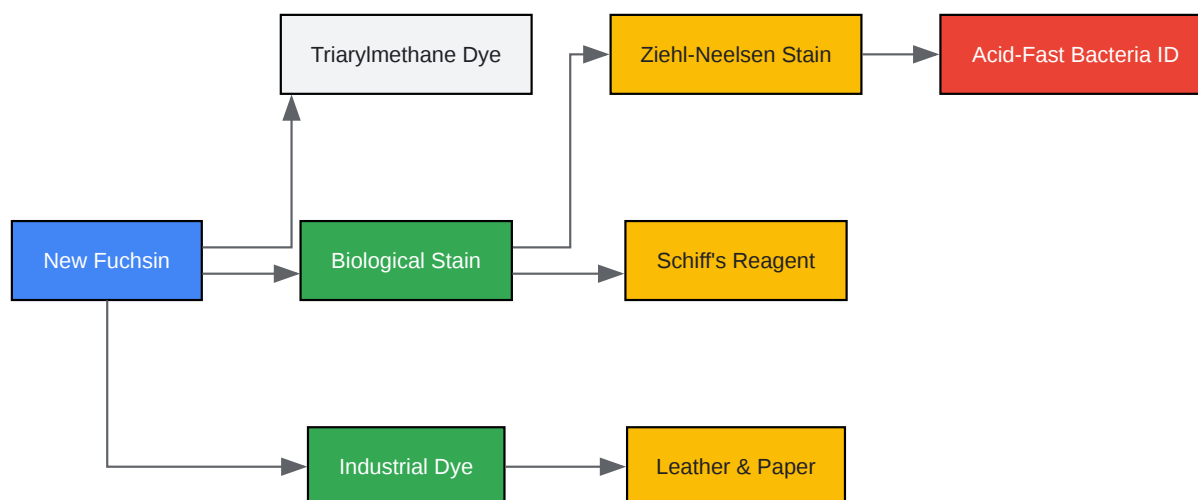 Triarylmethane Dye
Ziehl-Neelsen Stain
Acid-Fast Bacteria ID
New Fuchsin
Biological Stain
Schiff's Reagent
Industrial Dye
Leather & Paper